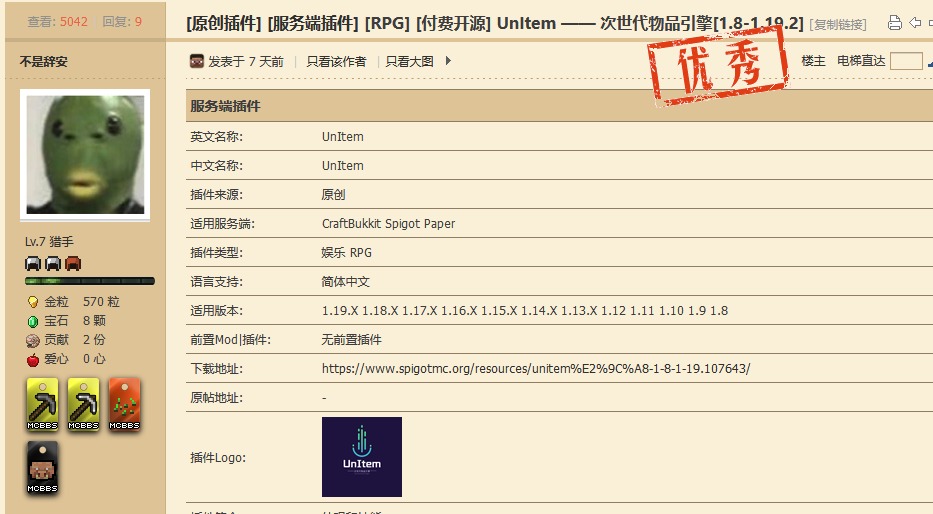 查看: 5042 回复: 9
[原创插件] [服务端插件] [RPG] [付费开源] UnItem —— 次世代物品引擎[1.8-1.19.2] [复制链接]
优秀
不是辞安
发表于 7 天前 | 只看该作者 | 只看大图
楼主 电梯直达
服务端插件
英文名称: UnItem
中文名称: UnItem
插件来源: 原创
适用服务端: CraftBukkit Spigot Paper
插件类型: 娱乐 RPG
语言支持: 简体中文
适用版本: 1.19.X 1.18.X 1.17.X 1.16.X 1.15.X 1.14.X 1.13.X 1.12 1.11 1.10 1.9 1.8
前置Mod|插件: 无前置插件
下载地址: https://www.spigotmc.org/resources/unitem%E2%9C%A8-1-8-1-19.107643/
原帖地址: -
插件Logo:
UnItem
Lv.7 猎手
金粒 570 粒
宝石 8 颗
贡献 2 份
爱心 0 心
MCBBS
MCBBS
MCBBS
MCBBS